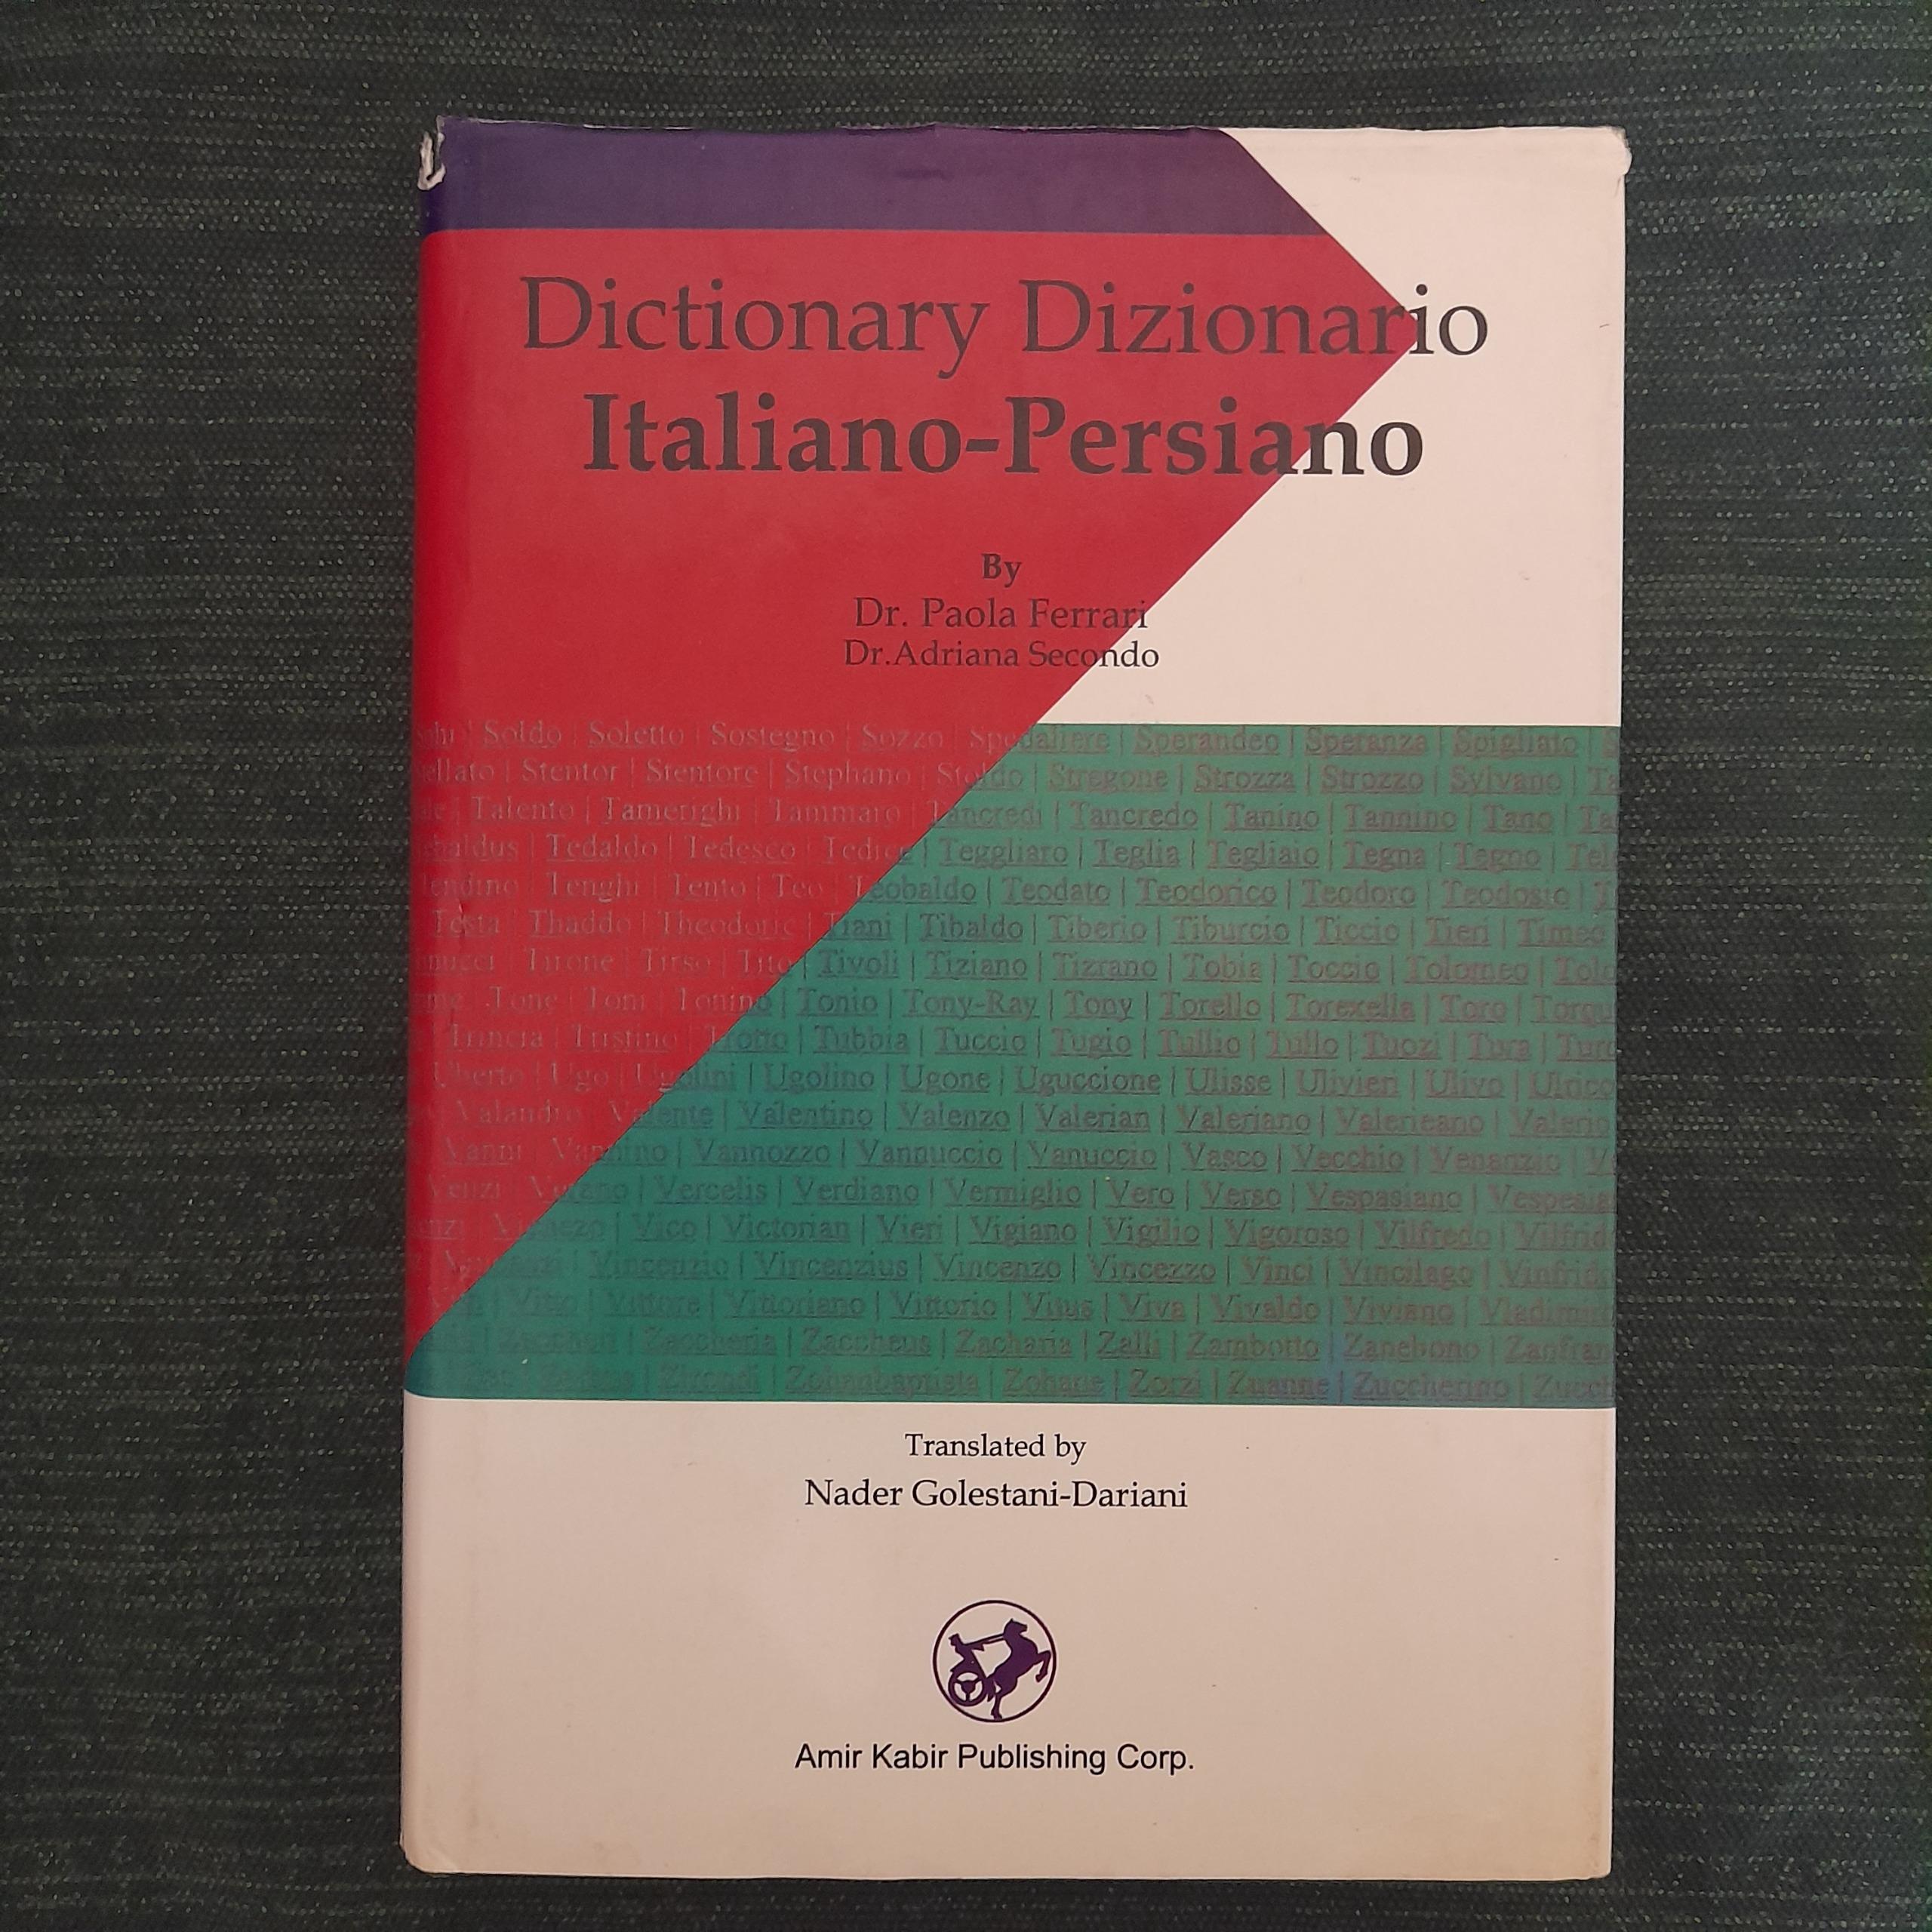 Dictionary Dizionario
Italiano-Persiano
By
Dr. Paola Ferrari
Dr.Adriana Secondo
Soldo | Soletto | Sostegno | Sozzo | Spedaliere | Sperandeo | Speranza | Spigliato |
Stentor | Stentore | Stephano | Stoldo | Stregone | Strozza | Strozzo | Sylvano |
Talento | Tamerighi | Tammaro | Tancredi | Tancredo | Tanino | Tannino | Tano |
Tedaldo | Tedesco | Tedice | Teggliaro | Teglia | Tegliaio | Tegna | Tegno |
Tenghi | Tento | Teo | Teobaldo | Teodato | Teodorico | Teodoro | Teodosio |
Testa | Thaddo | Theodoric | Tiani | Tibaldo | Tiberio | Tiburcio | Ticcio | Tieri | Timeo
Tirone | Tirso | Tito | Tivoli | Tiziano | Tizrano | Tobia | Toccio | Tolomeo |
Tone | Toni | Tonino | Tonio | Tony-Ray | Tony | Torello | Torexella | Toro |
Trincia | Tristino | Trotto | Tubbia | Tuccio | Tugio | Tullio | Tullo | Tuozi | Tura |
Uberto | Ugo | Ugolini | Ugolino | Ugone | Uguccione | Ulisse | Ulivieri | Ulivo |
Valente | Valentino | Valenzo | Valerian | Valeriano | Valerieano | Valerio
Vanni | Vannino | Vannozzo | Vannuccio | Vanuccio | Vasco | Vecchio | Venanzio |
Venzi | Verano | Vercelis | Verdiano | Vermiglio | Vero | Verso | Vespasiano |
Vico | Victorian | Vieri | Vigiano | Vigilio | Vigoroso | Vilfredo |
Vincenzio | Vincenzius | Vincenzo | Vincezzo | Vinci | Vincilago |
Vitto | Vittore | Vittoriano | Vittorio | Vitus | Viva | Vivaldo | Viviano |
Zaccheria | Zaccheus | Zacharia | Zalli | Zambotto | Zanebono |
Zohanbaptista | Zohane | Zorzi | Zuanne | Zuccherino |
Translated by
Nader Golestani-Dariani
Amir Kabir Publishing Corp.